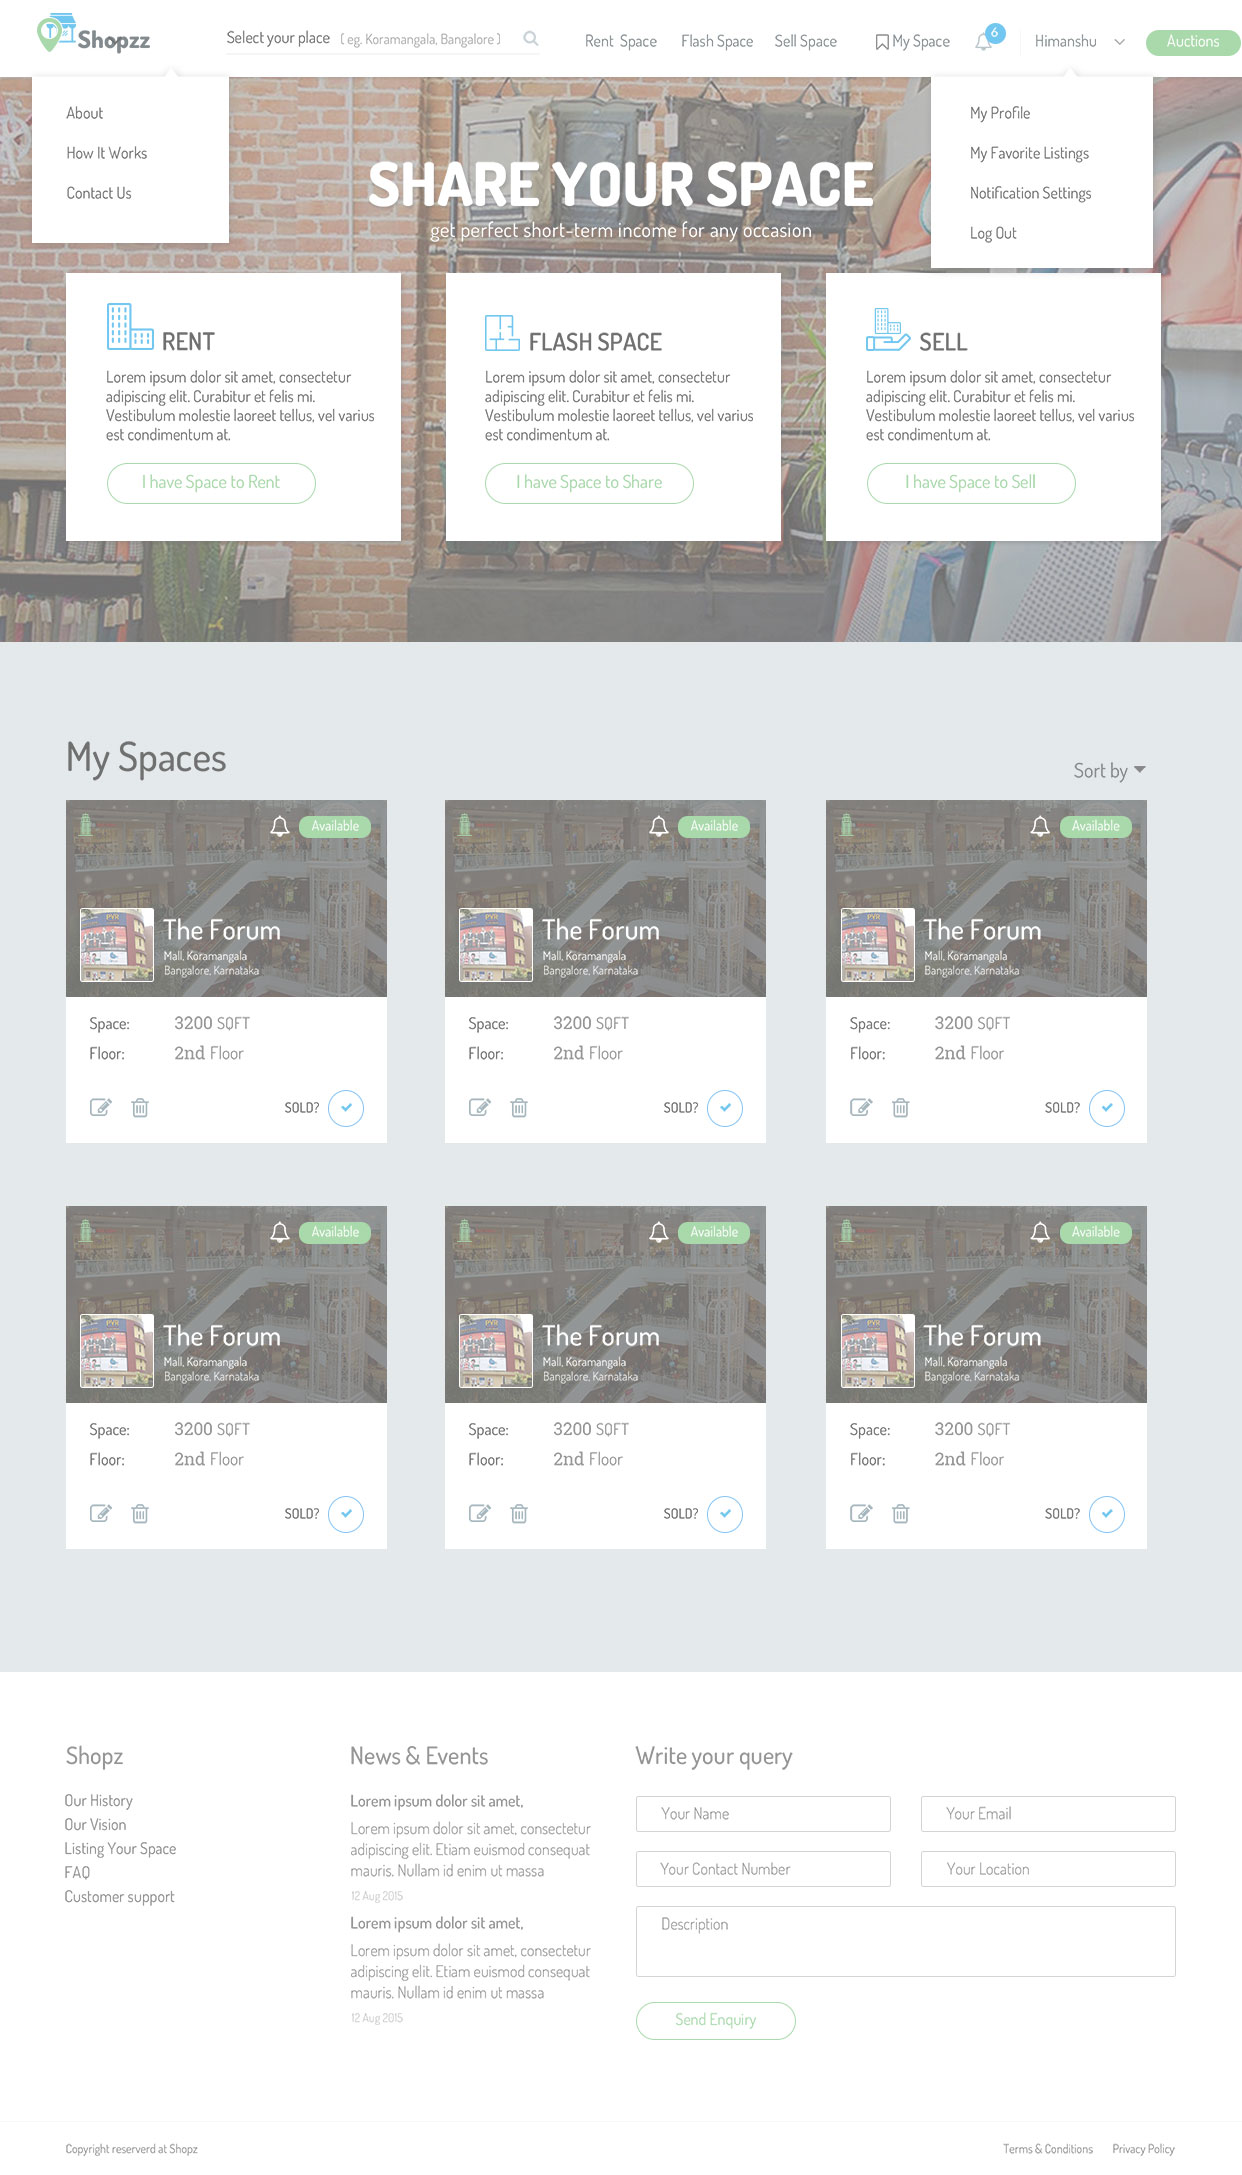 Shopzz
Select your place [ eg. Koramangala, Bangalore ]
Rent Space
Flash Space
Sell Space
My Space
6
Himanshu
Auctions
About
How It Works
Contact Us
My Profile
My Favorite Listings
Notification Settings
Log Out
SHARE YOUR SPACE
get perfect short-term income for any occasion
RENT
Lorem ipsum dolor sit amet, consectetur
adipiscing elit. Curabitur et felis mi.
Vestibulum molestie laoreet tellus, vel varius
est condimentum at.
I have Space to Rent
FLASH SPACE
Lorem ipsum dolor sit amet, consectetur
adipiscing elit. Curabitur et felis mi.
Vestibulum molestie laoreet tellus, vel varius
est condimentum at.
I have Space to Share
SELL
Lorem ipsum dolor sit amet, consectetur
adipiscing elit. Curabitur et felis mi.
Vestibulum molestie laoreet tellus, vel varius
est condimentum at.
I have Space to Sell
My Spaces
Sort by
Available
PVR
The Forum
Mall, Koramangala
Bangalore, Karnataka
Space: 3200 SQFT
Floor: 2nd Floor
SOLD?
Available
PVR
The Forum
Mall, Koramangala
Bangalore, Karnataka
Space: 3200 SQFT
Floor: 2nd Floor
SOLD?
Available
PVR
The Forum
Mall, Koramangala
Bangalore, Karnataka
Space: 3200 SQFT
Floor: 2nd Floor
SOLD?
Available
PVR
The Forum
Mall, Koramangala
Bangalore, Karnataka
Space: 3200 SQFT
Floor: 2nd Floor
SOLD?
Available
PVR
The Forum
Mall, Koramangala
Bangalore, Karnataka
Space: 3200 SQFT
Floor: 2nd Floor
SOLD?
Available
PVR
The Forum
Mall, Koramangala
Bangalore, Karnataka
Space: 3200 SQFT
Floor: 2nd Floor
SOLD?
Shopz
Our History
Our Vision
Listing Your Space
FAQ
Customer support
News & Events
Lorem ipsum dolor sit amet,
Lorem ipsum dolor sit amet, consectetur
adipiscing elit. Etiam euismod consequat
mauris. Nullam id enim ut massa
12 Aug 2015
Lorem ipsum dolor sit amet,
Lorem ipsum dolor sit amet, consectetur
adipiscing elit. Etiam euismod consequat
mauris. Nullam id enim ut massa
12 Aug 2015
Write your query
Your Name
Your Email
Your Contact Number
Your Location
Description
Send Enquiry
Copyright reserverd at Shopz
Terms & Conditions
Privacy Policy